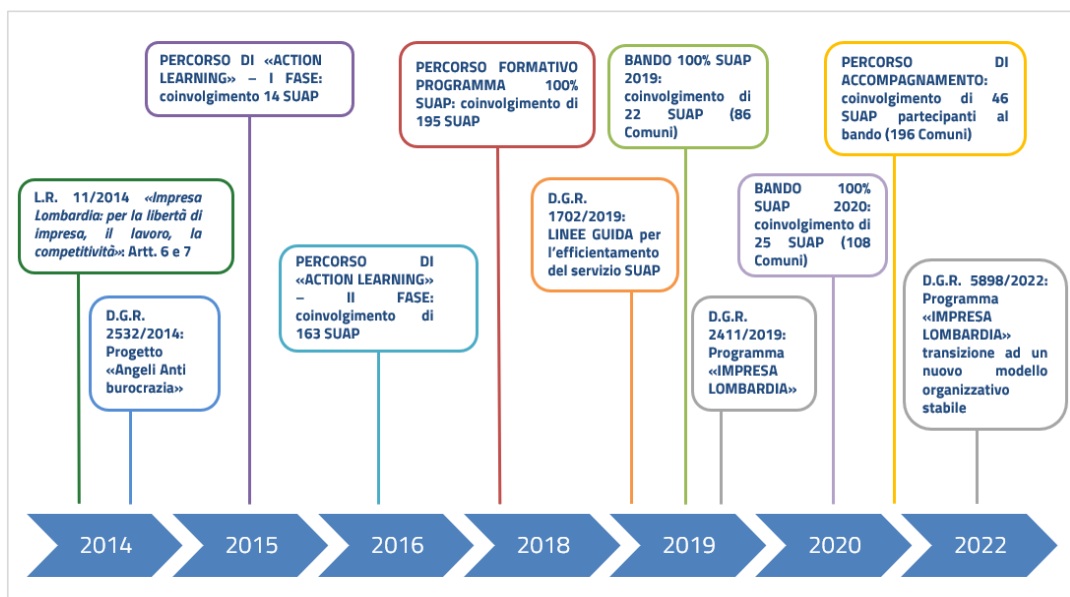 PERCORSO DI «ACTION
LEARNING» – I FASE:
coinvolgimento 14 SUAP
PERCORSO FORMATIVO
PROGRAMMA 100%
SUAP: coinvolgimento di
195 SUAP
BANDO 100% SUAP
2019:
coinvolgimento di
22 SUAP (86
Comuni)
PERCORSO DI
ACCOMPAGNAMENTO:
coinvolgimento di 46
SUAP partecipanti al
bando (196 Comuni)
L.R. 11/2014 «Impresa
Lombardia: per la libertà di
impresa, il lavoro, la
competitività»: Artt. 6 e 7
D.G.R.
1702/2019:
LINEE GUIDA per
l'efficientamento
del servizio SUAP
BANDO 100%
SUAP 2020:
coinvolgimento di
25 SUAP (108
Comuni)
PERCORSO DI
«ACTION LEARNING»
– II FASE:
coinvolgimento di
163 SUAP
D.G.R.
2532/2014:
Progetto
«Angeli Anti
burocrazia»
D.G.R.
2411/2019:
Programma
«IMPRESA
LOMBARDIA»
D.G.R. 5898/2022:
Programma
«IMPRESA
LOMBARDIA»
transizione ad un
nuovo modello
organizzativo
stabile
2014
2015
2016
2018
2019
2020
2022